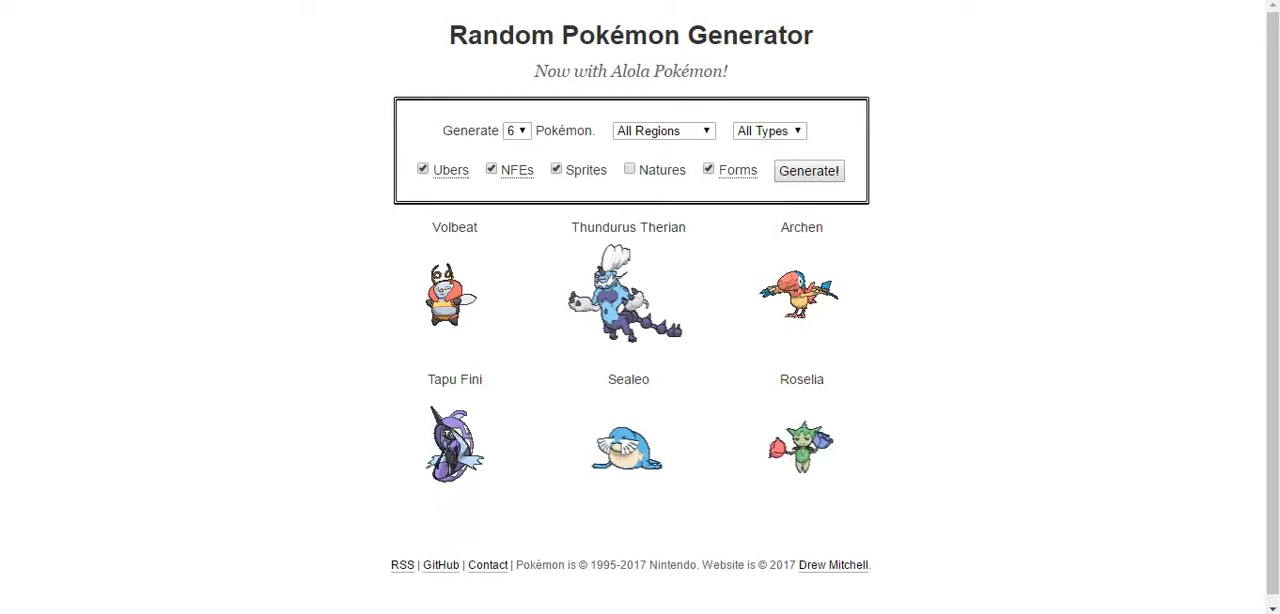 Random Pokémon Generator
Now with Alola Pokémon!
Generate 6 Pokémon. All Regions All Types
Ubers NFEs Sprites Natures Forms Generate!
Volbeat Thundurus Therian Archen
Tapu Fini Sealeo Roselia
RSS | GitHub | Contact | Pokémon is © 1995-2017 Nintendo. Website is © 2017 Drew Mitchell.